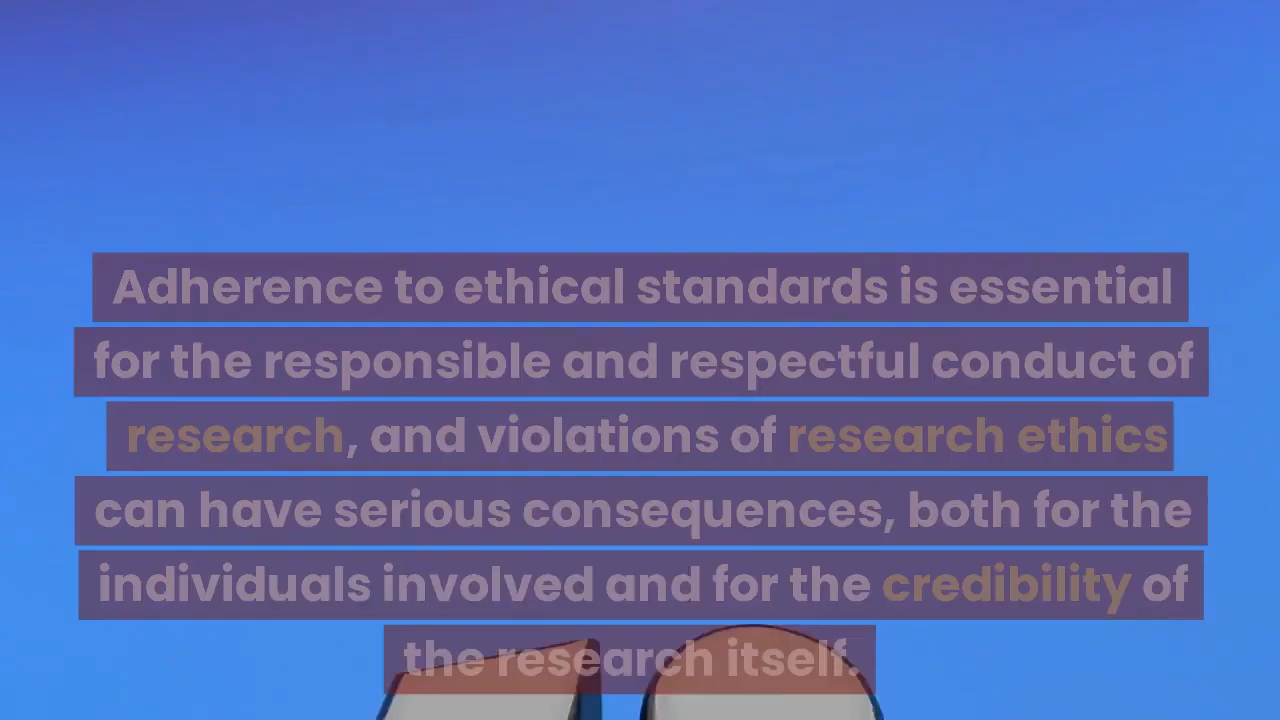 Adherence to ethical standards is essential
for the responsible and respectful conduct of
research, and violations of research ethics
can have serious consequences, both for the
individuals involved and for the credibility of
the research itself.